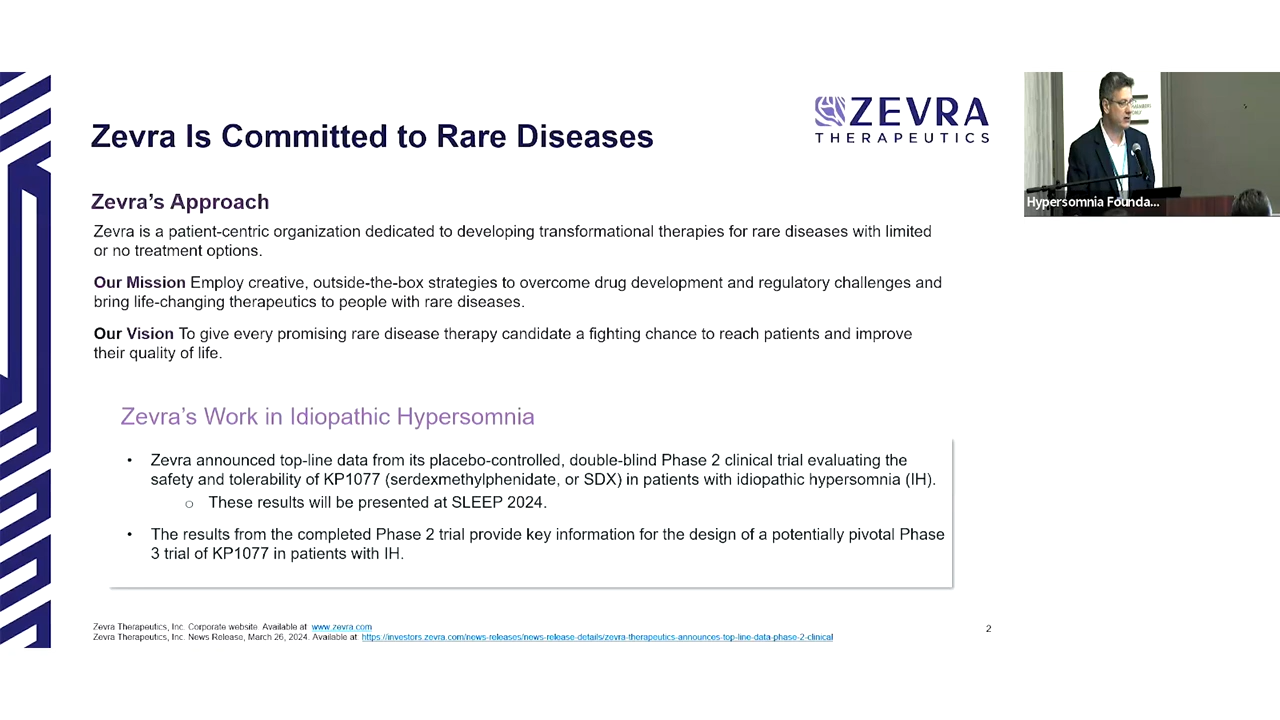 ZEVRA
THERAPEUTICS
Zevra Is Committed to Rare Diseases
Hypersomnia Founda...
Zevra's Approach
Zevra is a patient-centric organization dedicated to developing transformational therapies for rare diseases with limited
or no treatment options.
Our Mission Employ creative, outside-the-box strategies to overcome drug development and regulatory challenges and
bring life-changing therapeutics to people with rare diseases.
Our Vision To give every promising rare disease therapy candidate a fighting chance to reach patients and improve
their quality of life.
Zevra's Work in Idiopathic Hypersomnia
• Zevra announced top-line data from its placebo-controlled, double-blind Phase 2 clinical trial evaluating the
safety and tolerability of KP1077 (serdexmethylphenidate, or SDX) in patients with idiopathic hypersomnia (IH).
o These results will be presented at SLEEP 2024.
• The results from the completed Phase 2 trial provide key information for the design of a potentially pivotal Phase
3 trial of KP1077 in patients with IH.
Zevra Therapeutics, Inc. Corporate website. Available at: www.zevra.com
Zevra Therapeutics, Inc. News Release, March 26, 2024. Available at: https://investors.zevra.com/news-releases/news-release-details/zevra-therapeutics-announces-top-line-data-phase-2-clinical
2